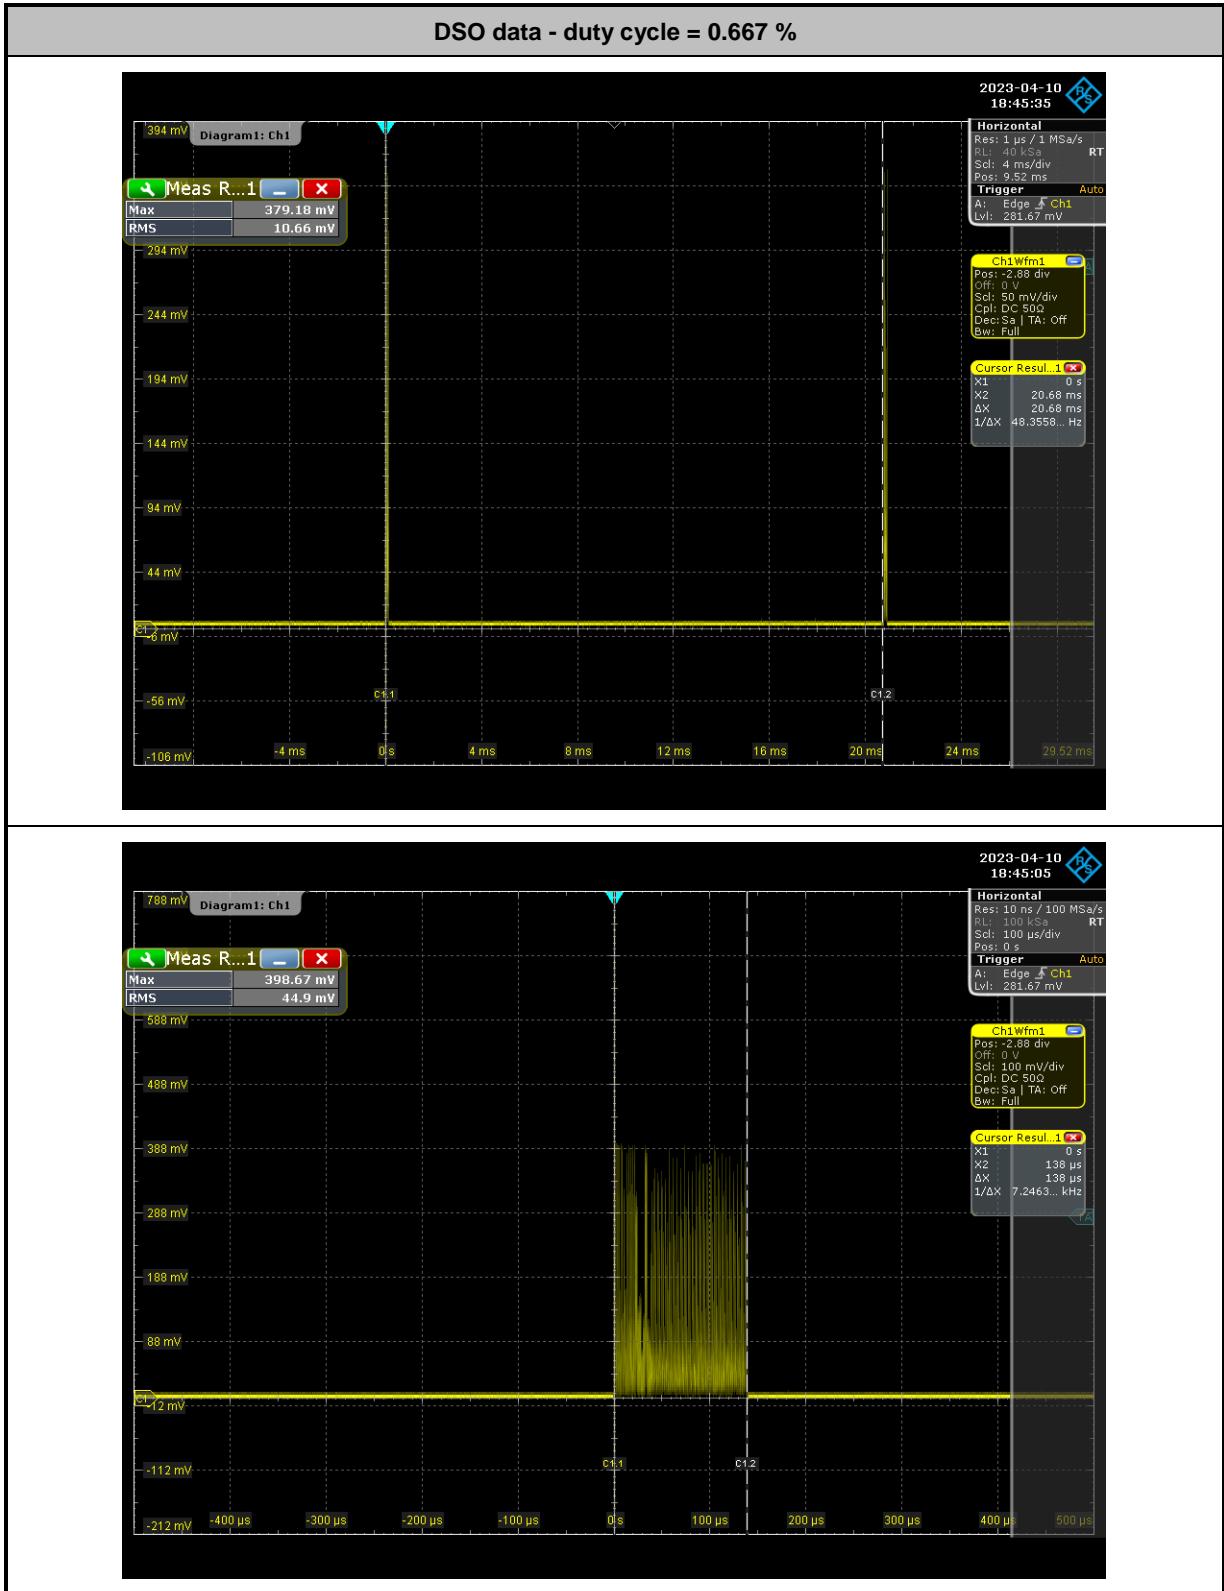 DSO data - duty cycle = 0.667 %
2023-04-10
18:45:35
Diagram1: Ch1
Meas R...1
Max 379.18 mV
RMS 10.66 mV
394 mV
294 mV
244 mV
194 mV
144 mV
94 mV
44 mV
-6 mV
-56 mV
-106 mV
C1
C1.1
C1.2
-4 ms
0 s
4 ms
8 ms
12 ms
16 ms
20 ms
24 ms
29.52 ms
Horizontal
Res: 1 µs / 1 MSa/s
RL: 40 kSa RT
Scl: 4 ms/div
Pos: 9.52 ms
Trigger Auto
A: Edge Ch1
Lvl: 281.67 mV
Ch1Wfm1
Pos: -2.88 div
Off: 0 V
Scl: 50 mV/div
Cpl: DC 50Ω
Dec: Sa | TA: Off
Bw: Full
Cursor Resul...1
X1 0 s
X2 20.68 ms
ΔX 20.68 ms
1/ΔX 48.3558... Hz
2023-04-10
18:45:05
Diagram1: Ch1
Meas R...1
Max 398.67 mV
RMS 44.9 mV
788 mV
588 mV
488 mV
388 mV
288 mV
188 mV
88 mV
-12 mV
-112 mV
-212 mV
C1
C1.1
C1.2
-400 µs
-300 µs
-200 µs
-100 µs
0 s
100 µs
200 µs
300 µs
400 µs
500 µs
Horizontal
Res: 10 ns / 100 MSa/s
RL: 100 kSa RT
Scl: 100 µs/div
Pos: 0 s
Trigger Auto
A: Edge Ch1
Lvl: 281.67 mV
Ch1Wfm1
Pos: -2.88 div
Off: 0 V
Scl: 100 mV/div
Cpl: DC 50Ω
Dec: Sa | TA: Off
Bw: Full
Cursor Resul...1
X1 0 s
X2 138 µs
ΔX 138 µs
1/ΔX 7.2463... kHz
TA